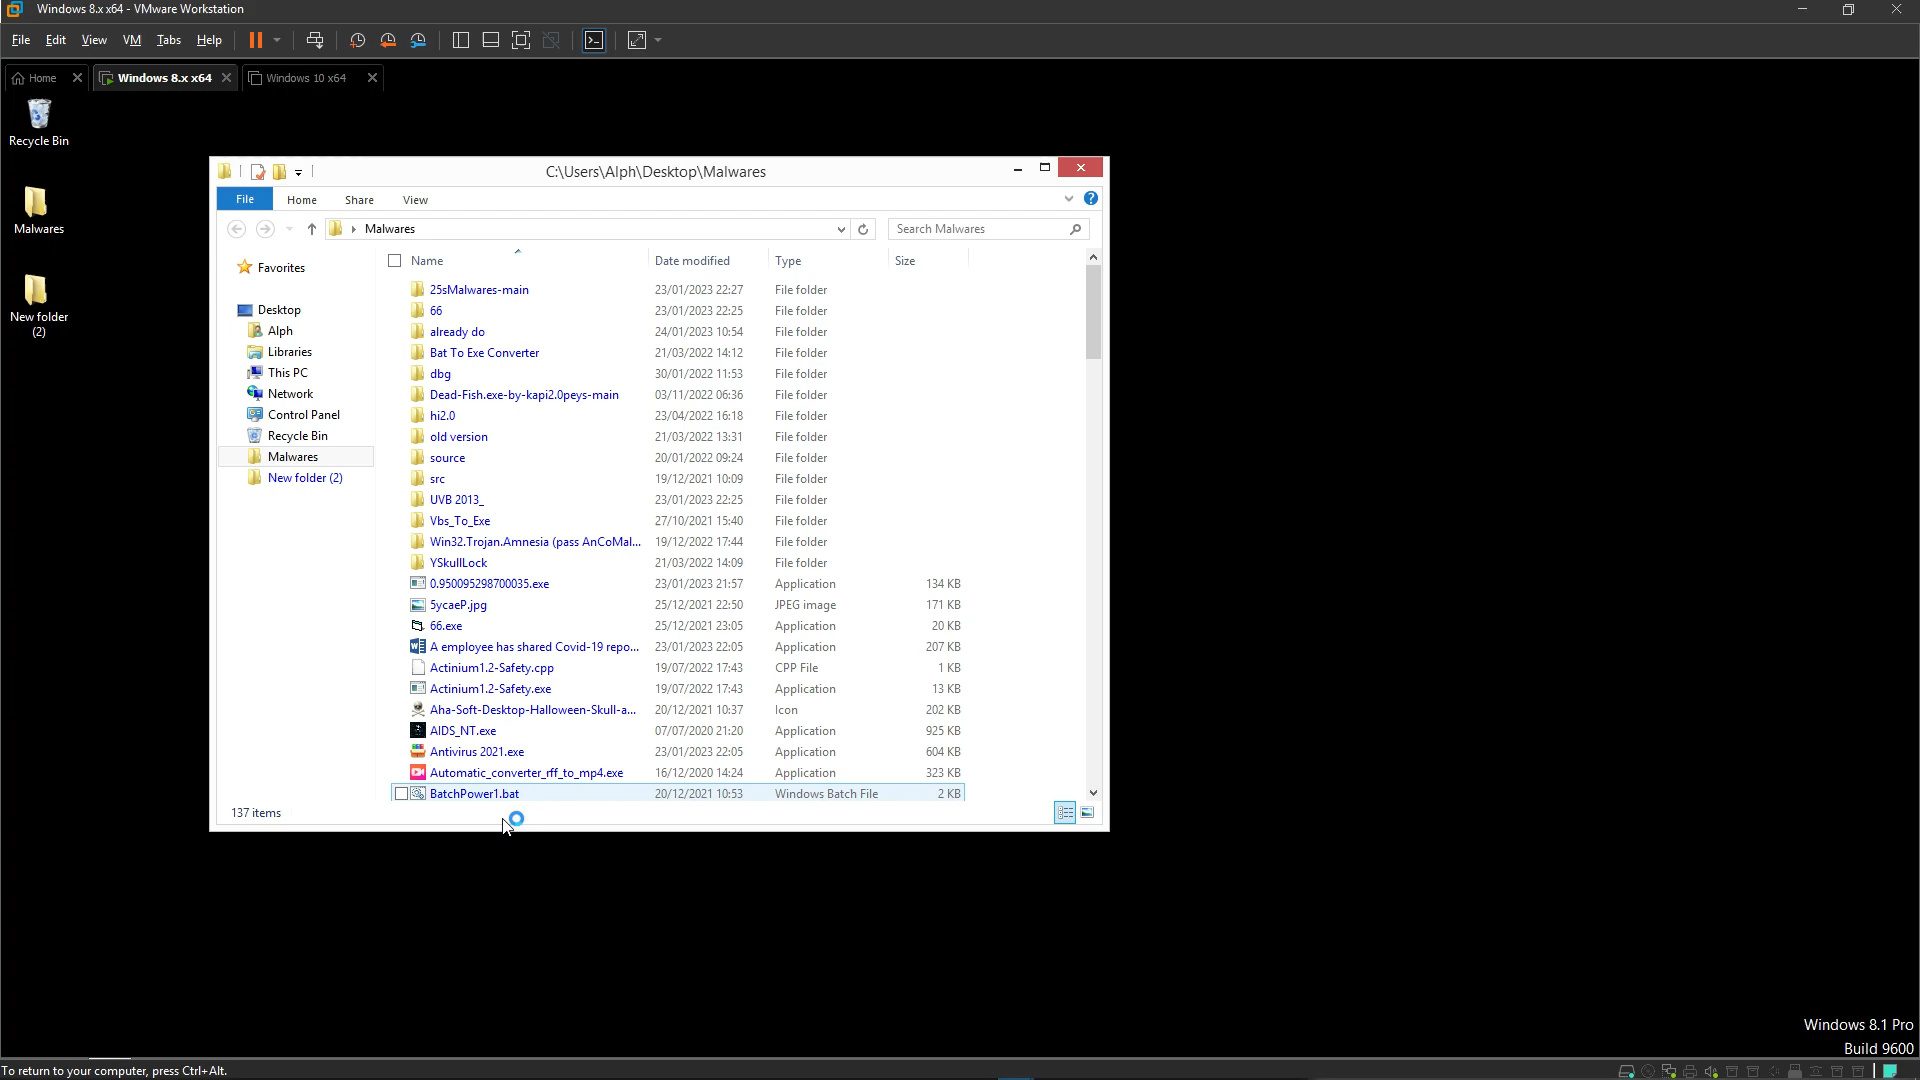 Windows 8.x x64 - VMware Workstation
File Edit View VM Tabs Help
Home Windows 8.x x64 Windows 10 x64
Recycle Bin
Malwares
New folder
(2)
C:\Users\Alph\Desktop\Malwares
File Home Share View
Malwares
Search Malwares
Favorites
Desktop
Alph
Libraries
This PC
Network
Control Panel
Recycle Bin
Malwares
New folder (2)
Name Date modified Type Size
25sMalwares-main 23/01/2023 22:27 File folder
66 23/01/2023 22:25 File folder
already do 24/01/2023 10:54 File folder
Bat To Exe Converter 21/03/2022 14:12 File folder
dbg 30/01/2022 11:53 File folder
Dead-Fish.exe-by-kapi2.0peys-main 03/11/2022 06:36 File folder
hi2.0 23/04/2022 16:18 File folder
old version 21/03/2022 13:31 File folder
source 20/01/2022 09:24 File folder
src 19/12/2021 10:09 File folder
UVB 2013_ 23/01/2023 22:25 File folder
Vbs_To_Exe 27/10/2021 15:40 File folder
Win32.Trojan.Amnesia (pass AnCoMal... 19/12/2022 17:44 File folder
YSkullLock 21/03/2022 14:09 File folder
0.950095298700035.exe 23/01/2023 21:57 Application 134 KB
5ycaeP.jpg 25/12/2021 22:50 JPEG image 171 KB
66.exe 25/12/2021 23:05 Application 20 KB
A employee has shared Covid-19 repo... 23/01/2023 22:05 Application 207 KB
Actinium1.2-Safety.cpp 19/07/2022 17:43 CPP File 1 KB
Actinium1.2-Safety.exe 19/07/2022 17:43 Application 13 KB
Aha-Soft-Desktop-Halloween-Skull-a... 20/12/2021 10:37 Icon 202 KB
AIDS_NT.exe 07/07/2020 21:20 Application 925 KB
Antivirus 2021.exe 23/01/2023 22:05 Application 604 KB
Automatic_converter_rff_to_mp4.exe 16/12/2020 14:24 Application 323 KB
BatchPower1.bat 20/12/2021 10:53 Windows Batch File 2 KB
137 items
Windows 8.1 Pro
Build 9600
To return to your computer, press Ctrl+Alt.